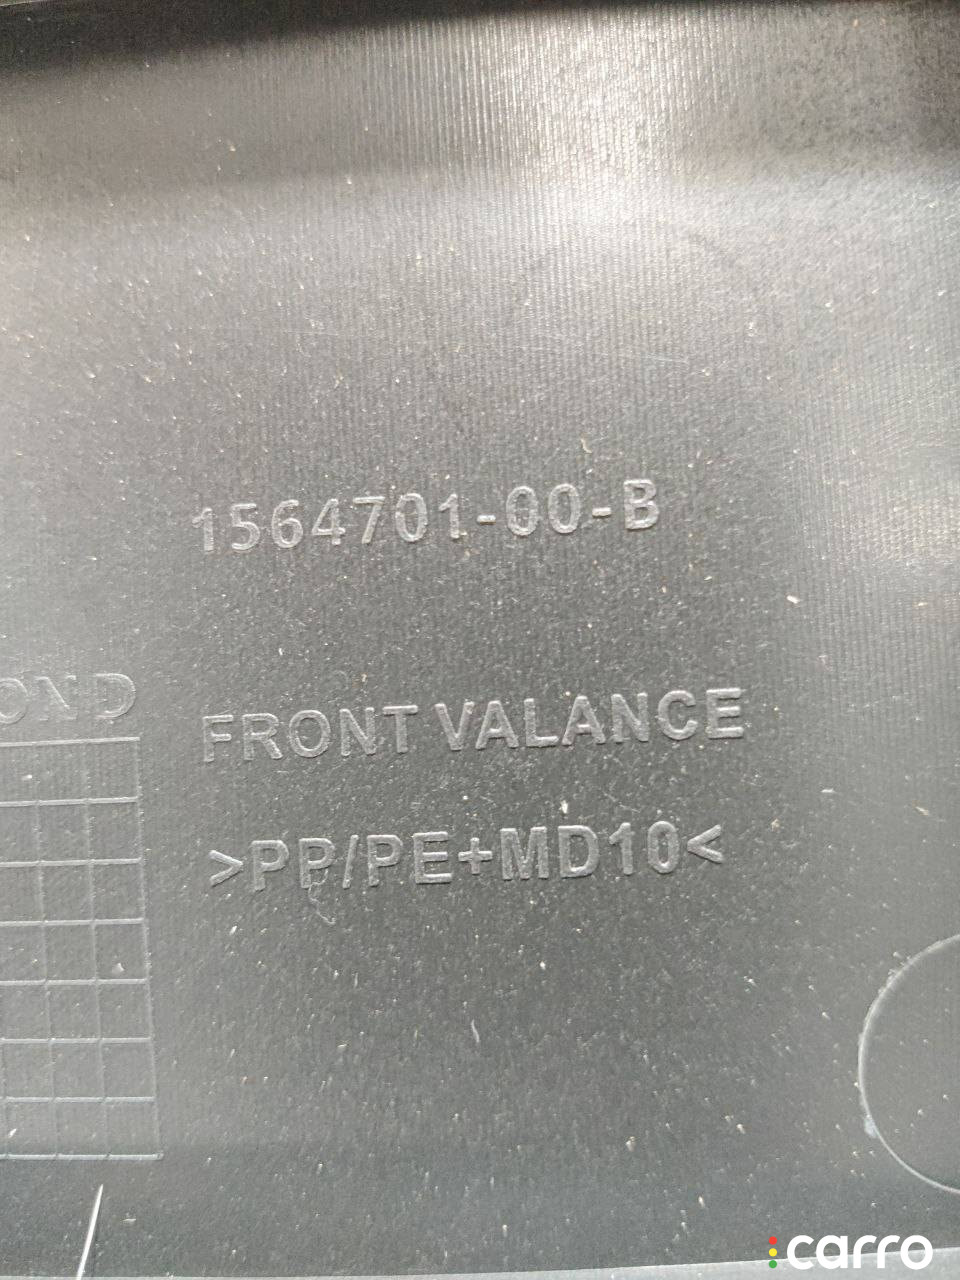 1564701-00-B
FRONT VALANCE
>PP/PE+MD10<
carro